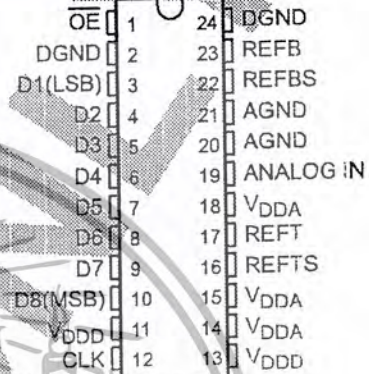 OE 1 24 DGND
DGND 2 23 REFB
D1(LSB) 3 22 REFBS
D2 4 21 AGND
D3 5 20 AGND
D4 6 19 ANALOG IN
D5 7 18 VDDA
D6 8 17 REFT
D7 9 16 REFTS
D8(MSB) 10 15 VDDA
VDDD 11 14 VDDA
CLK 12 13 VDDD